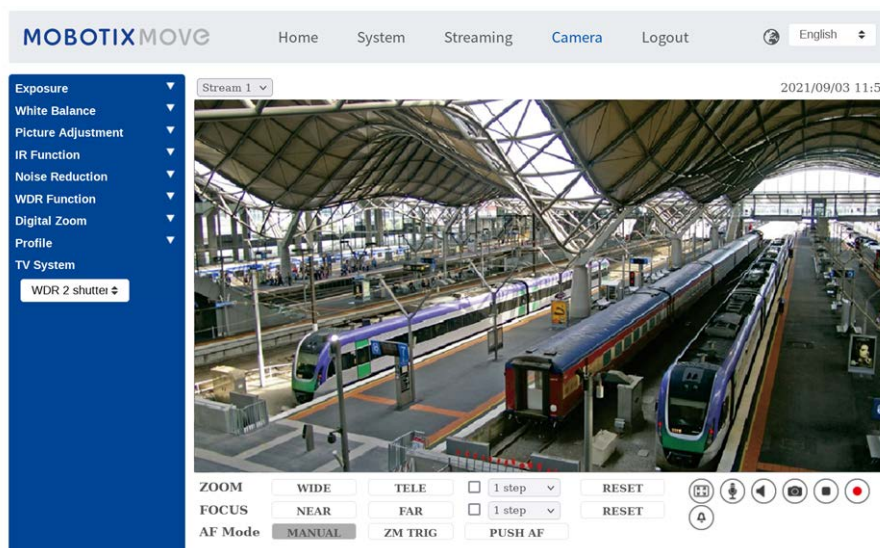 MOBOTIXMOVE
Home System Streaming Camera Logout
English
Exposure
Stream 1
2021/09/03 11:5
White Balance
Picture Adjustment
IR Function
Noise Reduction
WDR Function
Digital Zoom
Profile
TV System
WDR 2 shutter
ZOOM WIDE TELE 1 step RESET
FOCUS NEAR FAR 1 step RESET
AF Mode MANUAL ZM TRIG PUSH AF